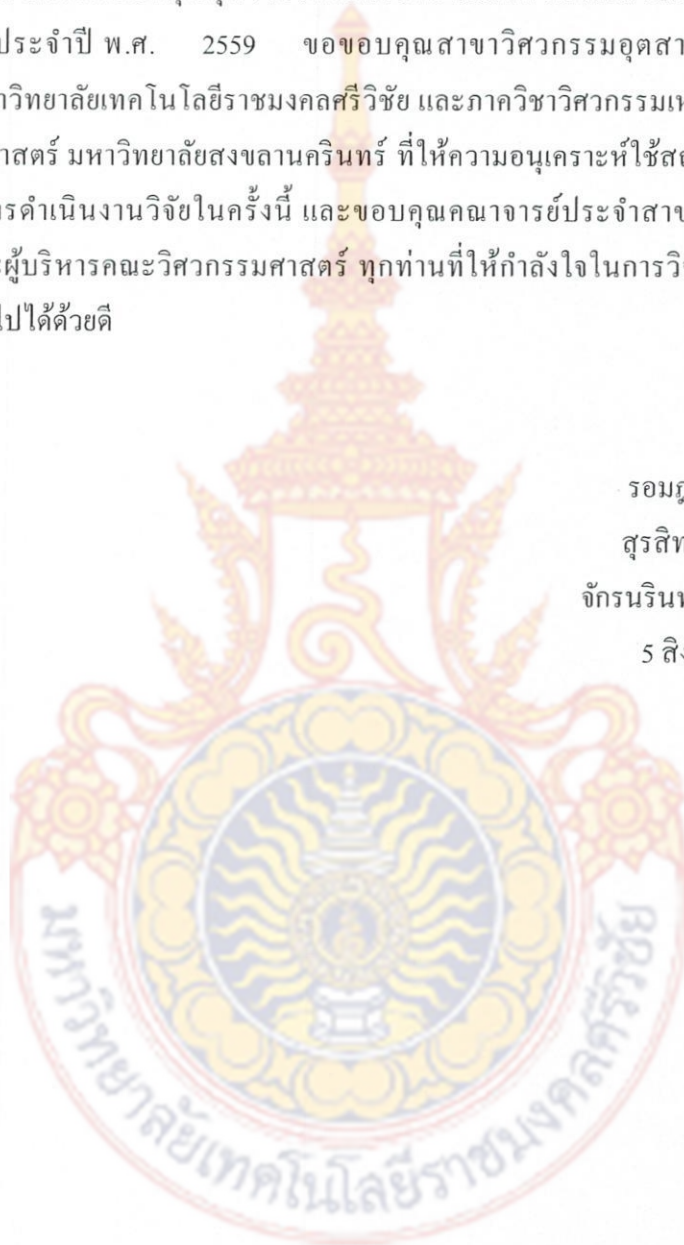 ประจำปี พ.ศ. 2559 ขอขอบคุณสาขาวิศวกรรมอุตสา
าวิทยาลัยเทคโนโลยีราชมงคลศรีวิชัย และภาควิชาวิศวกรรมเห
าสตร์ มหาวิทยาลัยสงขลานครินทร์ ที่ให้ความอนุเคราะห์ใช้สถ
ารดำเนินงานวิจัยในครั้งนี้ และขอบคุณคณาจารย์ประจำสาข
ะผู้บริหารคณะวิศวกรรมศาสตร์ ทุกท่านที่ให้กำลังใจในการวิ
ไปได้ด้วยดี
รอมฎ
สุรสิท
จักรนรินท
5 สิง
มหาวิทยาลัยเทคโนโลยีราชมงคลศรีวิชัย